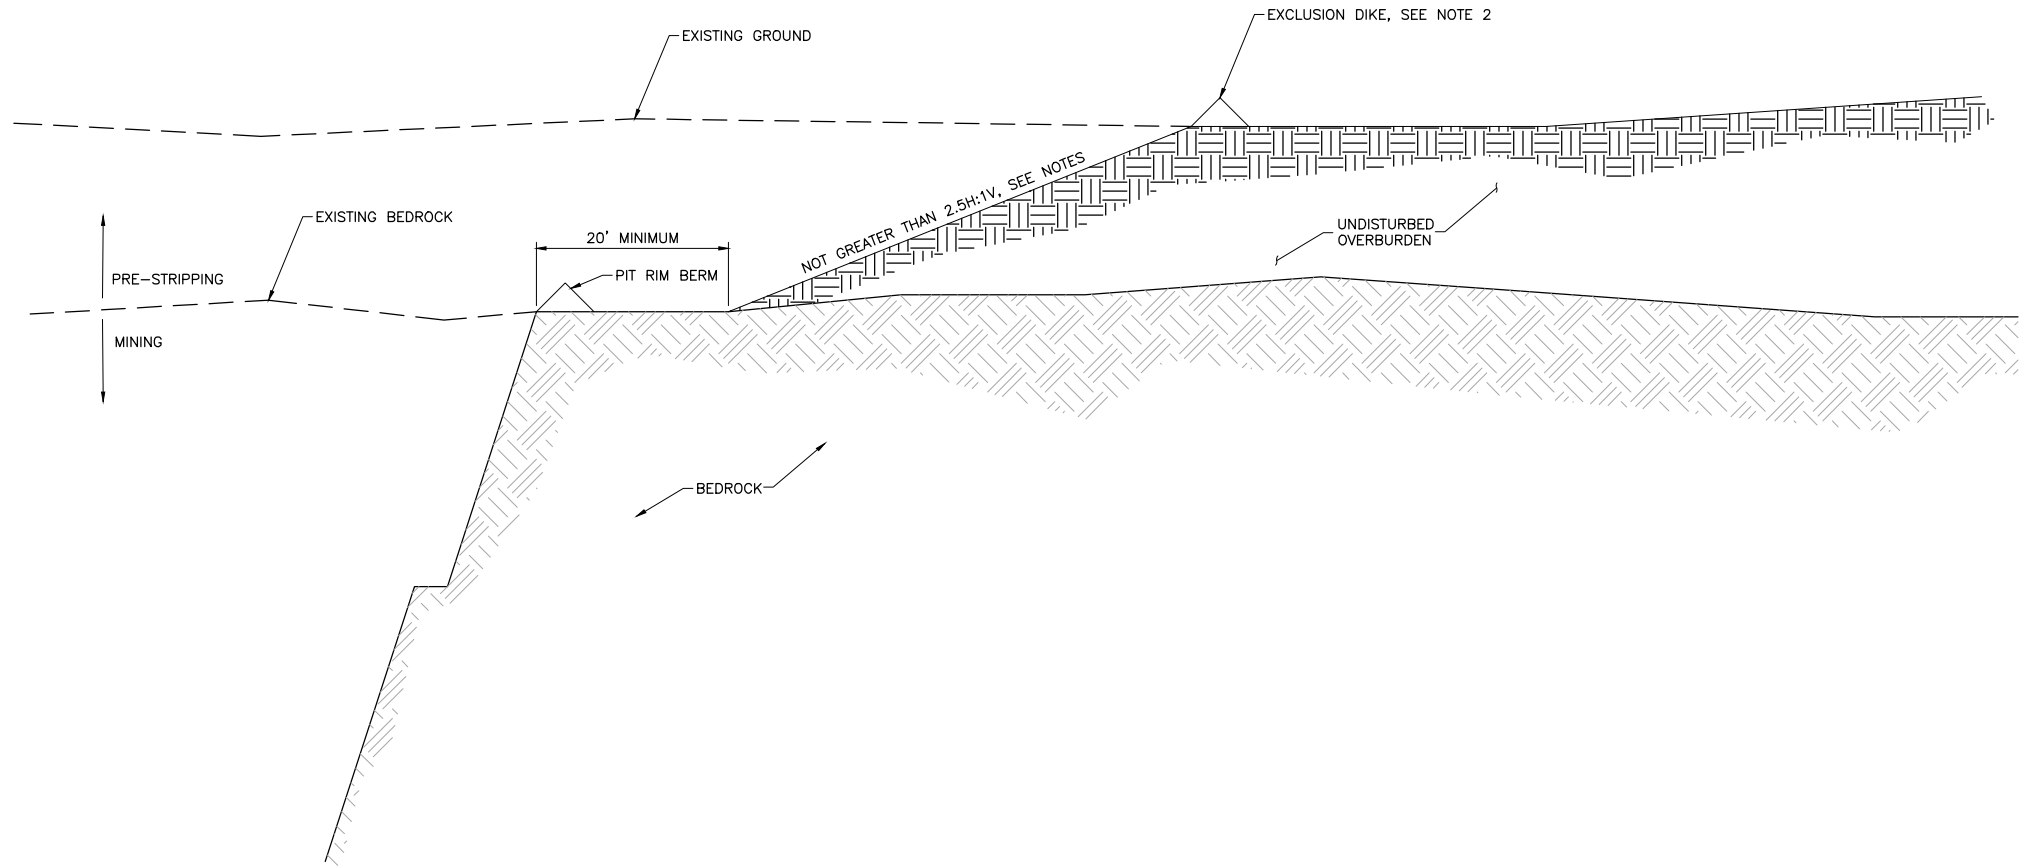 EXCLUSION DIKE, SEE NOTE 2
EXISTING GROUND
NOT GREATER THAN 2.5H:1V, SEE NOTES
EXISTING BEDROCK
20' MINIMUM
UNDISTURBED
OVERBURDEN
PRE-STRIPPING
PIT RIM BERM
MINING
BEDROCK